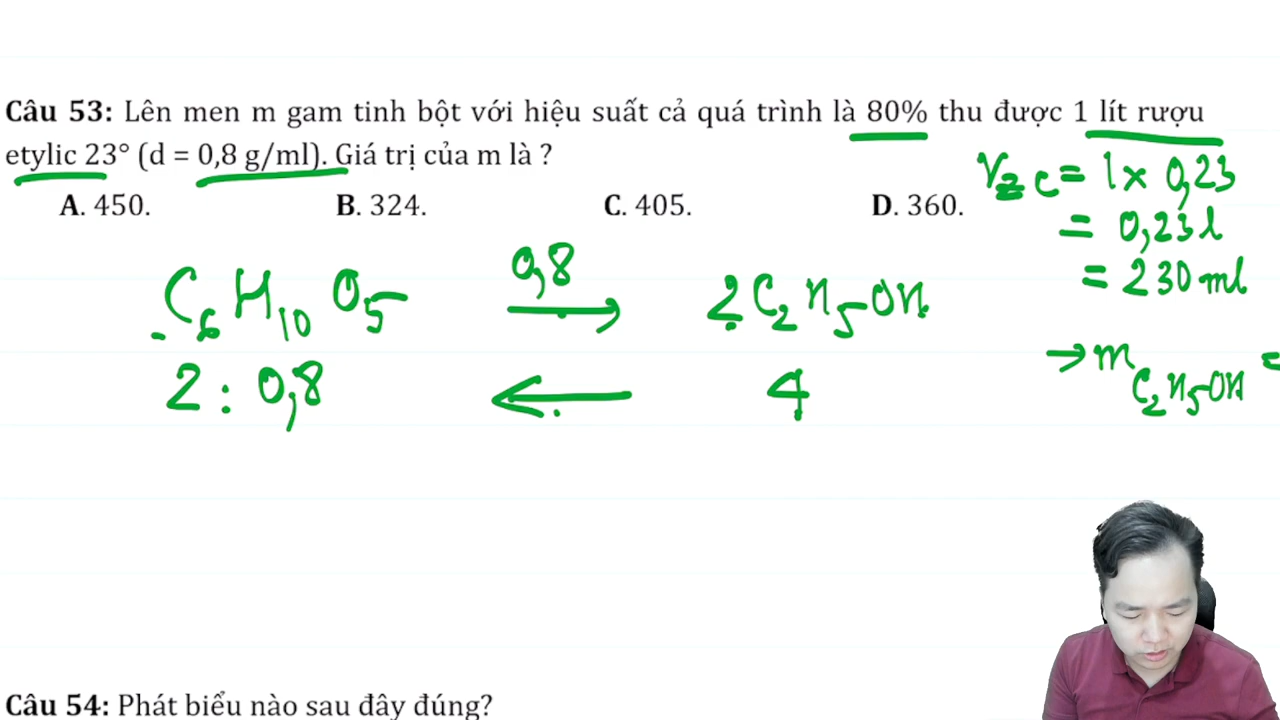 Câu 53: Lên men m gam tinh bột với hiệu suất cả quá trình là 80% thu được 1 lít rượu
etylic 23° (d = 0,8 g/ml). Giá trị của m là ?
A. 450. B. 324. C. 405. D. 360.
V₂ C = 1 x 0,23
= 0,23 l
= 230 ml
C₆H₁₀O₅ 0,8 → 2C₂H₅OH
2 : 0,8 ← 4
→ m C₂H₅OH =
Câu 54: Phát biểu nào sau đây đúng?